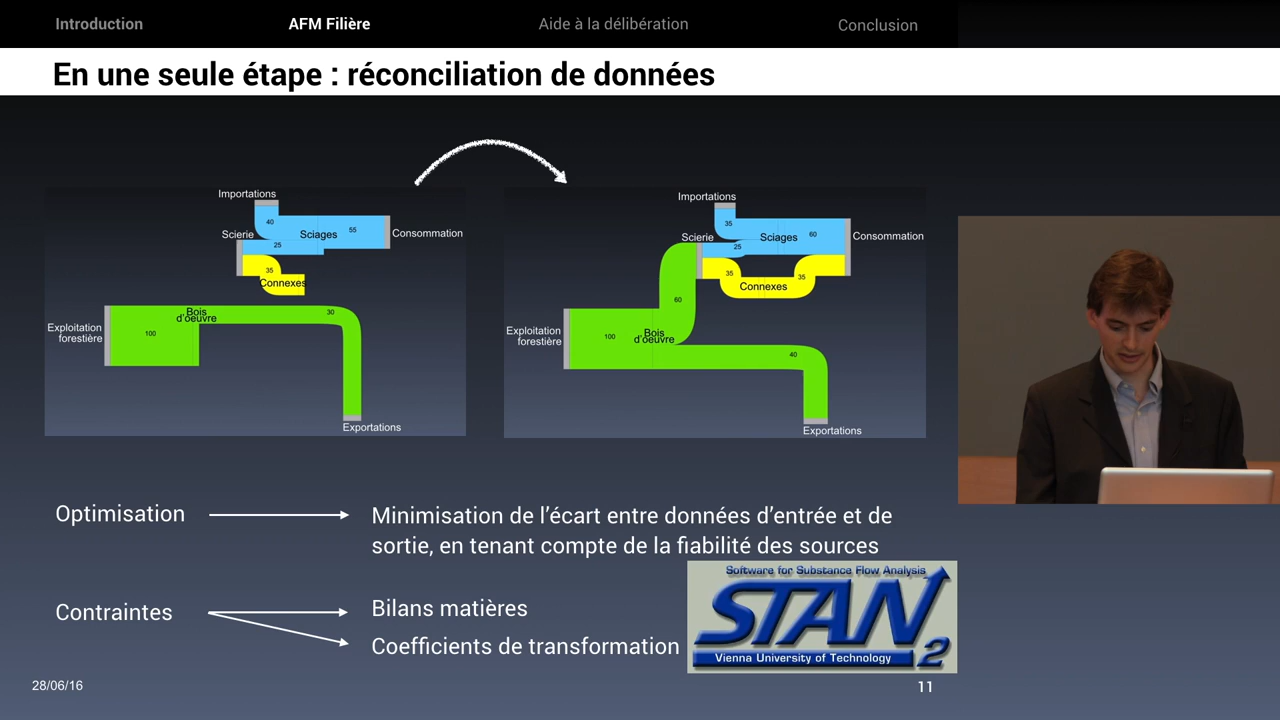 Introduction
AFM Filière
Aide à la délibération
Conclusion
En une seule étape : réconciliation de données
Importations
40
Scierie
Sciages
55
Consommation
25
35
Connexes
Bois
d'oeuvre
30
Exploitation
forestière
100
Exportations
Importations
35
Scierie
Sciages
60
Consommation
25
35
35
Connexes
60
Exploitation
forestière
100
Bois
d'oeuvre
40
Exportations
Optimisation
Minimisation de l'écart entre données d'entrée et de
sortie, en tenant compte de la fiabilité des sources
Contraintes
Bilans matières
Coefficients de transformation
Software for Substance Flow Analysis
STAN2
Vienna University of Technology
28/06/16
11